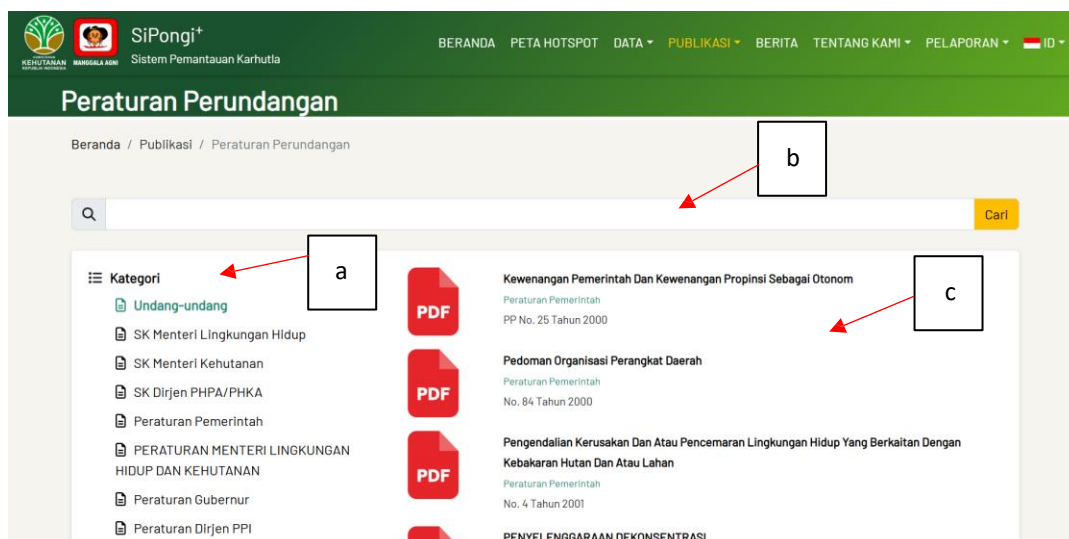 KEHUTANAN
REPUBLIK INDONESIA
MANGGALA AGNI
SiPongi+
Sistem Pemantauan Karhutla
BERANDA PETA HOTSPOT DATA PUBLIKASI BERITA TENTANG KAMI PELAPORAN ID
Peraturan Perundangan
Beranda / Publikasi / Peraturan Perundangan
b
Cari
a
c
Kategori
Undang-undang
SK Menteri Lingkungan Hidup
SK Menteri Kehutanan
SK Dirjen PHPA/PHKA
Peraturan Pemerintah
PERATURAN MENTERI LINGKUNGAN
HIDUP DAN KEHUTANAN
Peraturan Gubernur
Peraturan Dirjen PPI
PDF
Kewenangan Pemerintah Dan Kewenangan Propinsi Sebagai Otonom
Peraturan Pemerintah
PP No. 25 Tahun 2000
PDF
Pedoman Organisasi Perangkat Daerah
Peraturan Pemerintah
No. 84 Tahun 2000
PDF
Pengendalian Kerusakan Dan Atau Pencemaran Lingkungan Hidup Yang Berkaitan Dengan
Kebakaran Hutan Dan Atau Lahan
Peraturan Pemerintah
No. 4 Tahun 2001
PENYELENGGARAAN DEKONSENTRASI